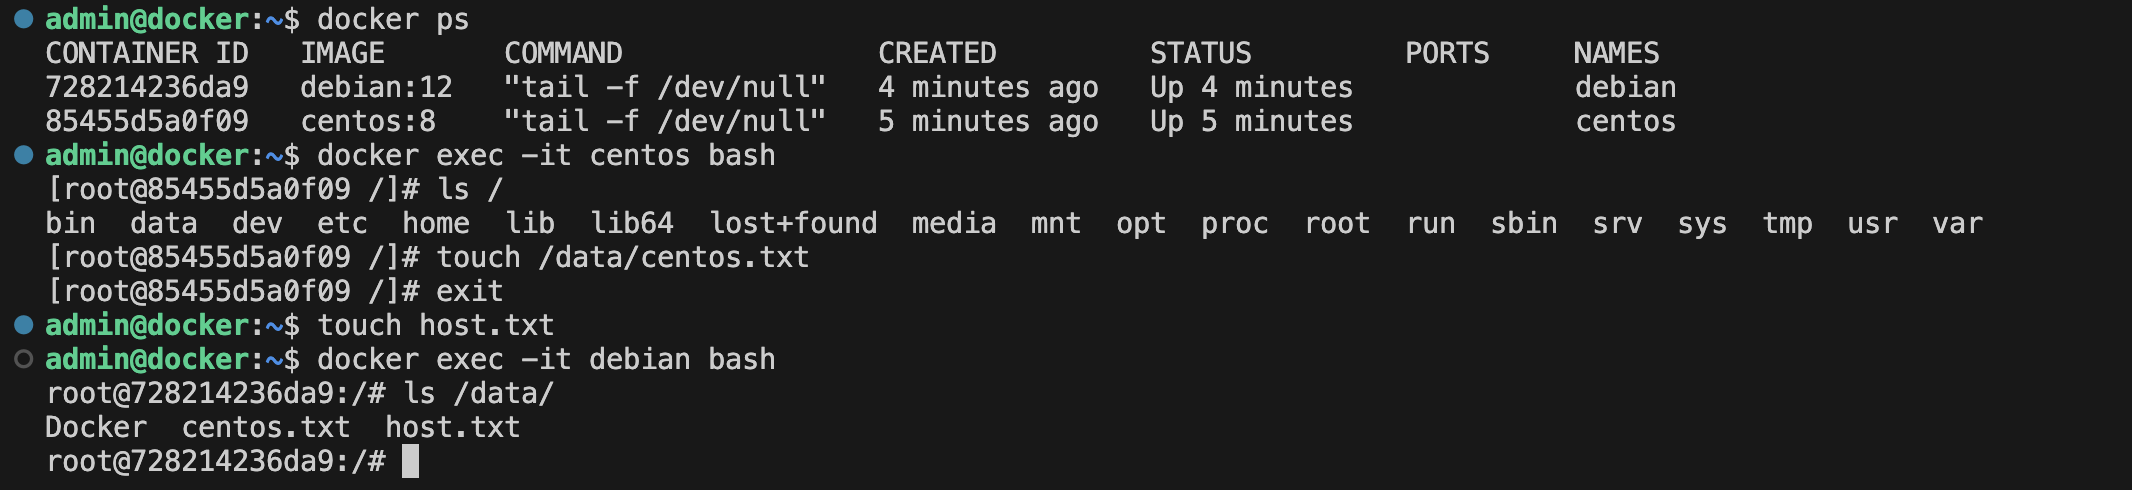 admin@docker:~$ docker ps
CONTAINER ID   IMAGE       COMMAND               CREATED         STATUS         PORTS     NAMES
728214236da9   debian:12   "tail -f /dev/null"   4 minutes ago   Up 4 minutes             debian
85455d5a0f09   centos:8    "tail -f /dev/null"   5 minutes ago   Up 5 minutes             centos
admin@docker:~$ docker exec -it centos bash
[root@85455d5a0f09 /]# ls /
bin  data  dev  etc  home  lib  lib64  lost+found  media  mnt  opt  proc  root  run  sbin  srv  sys  tmp  usr  var
[root@85455d5a0f09 /]# touch /data/centos.txt
[root@85455d5a0f09 /]# exit
admin@docker:~$ touch host.txt
admin@docker:~$ docker exec -it debian bash
root@728214236da9:/# ls /data/
Docker  centos.txt  host.txt
root@728214236da9:/#